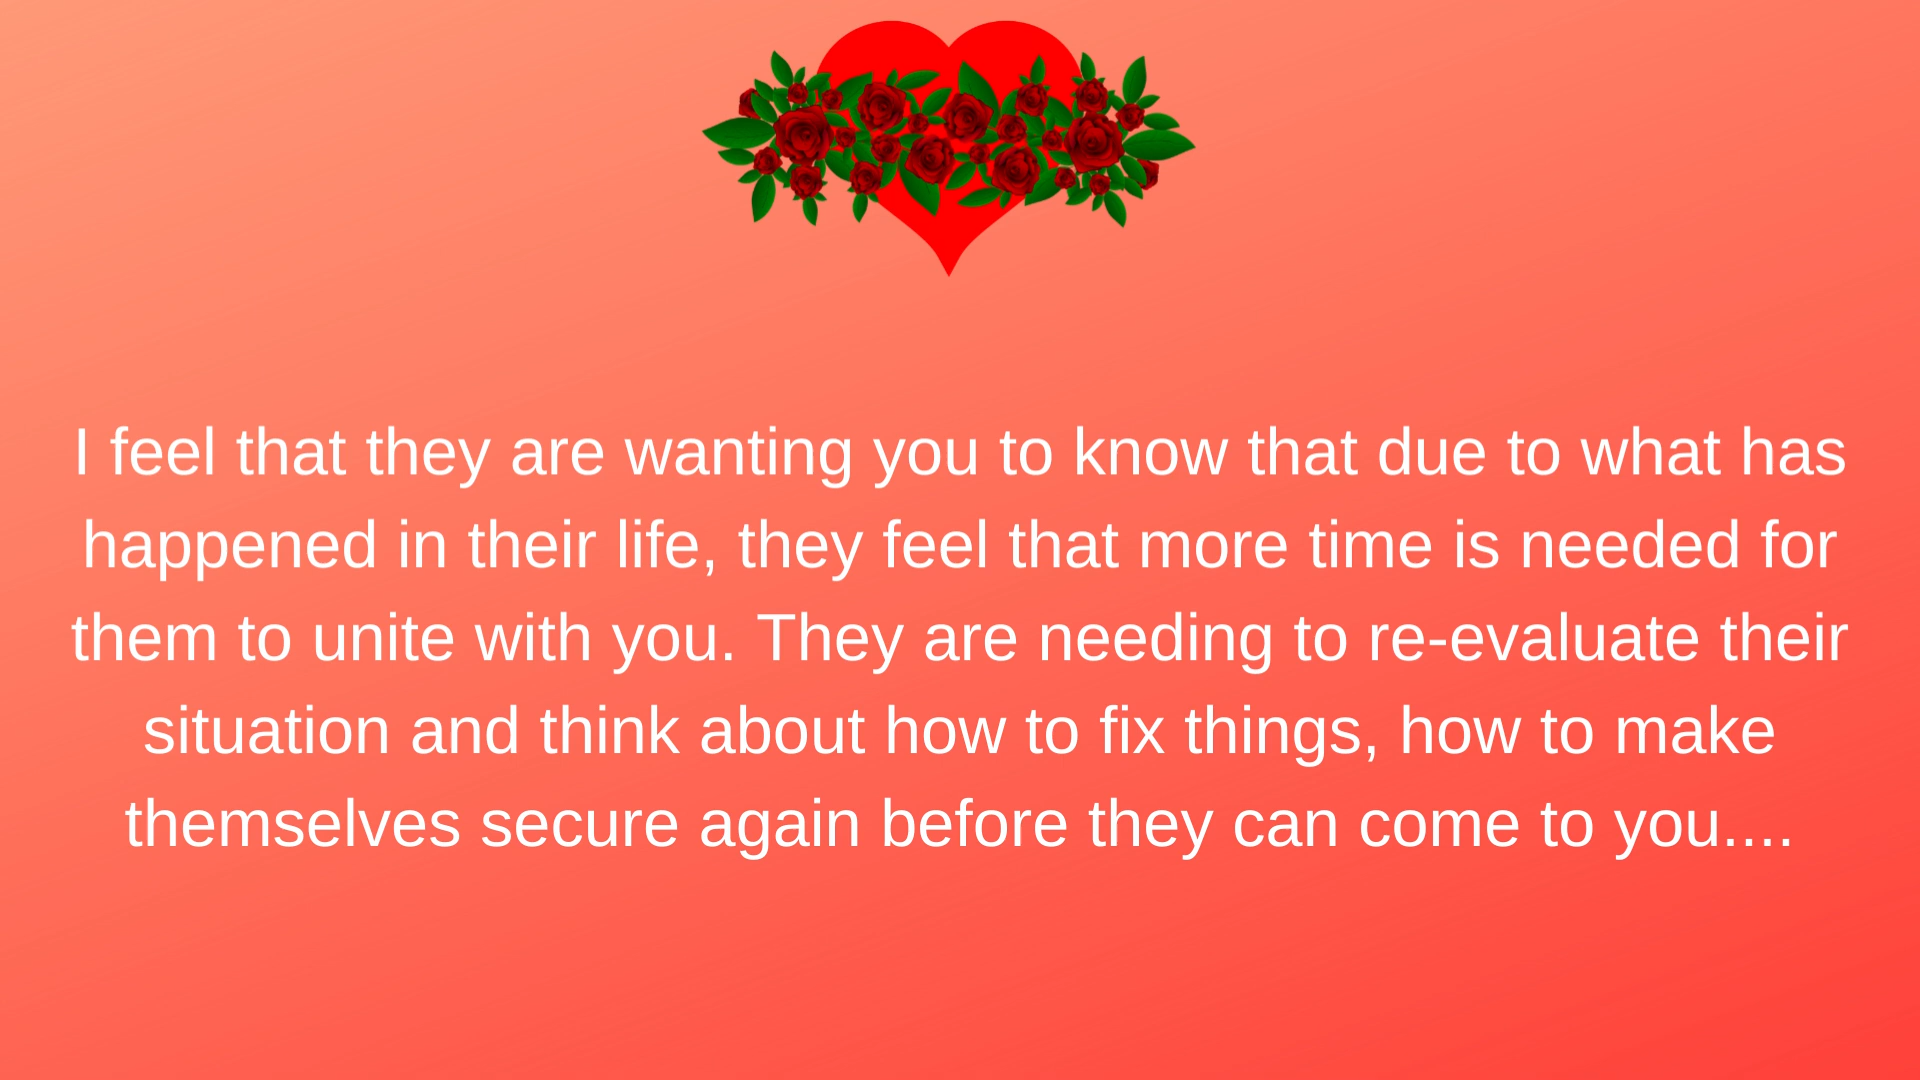 I feel that they are wanting you to know that due to what has
happened in their life, they feel that more time is needed for
them to unite with you. They are needing to re-evaluate their
situation and think about how to fix things, how to make
themselves secure again before they can come to you....